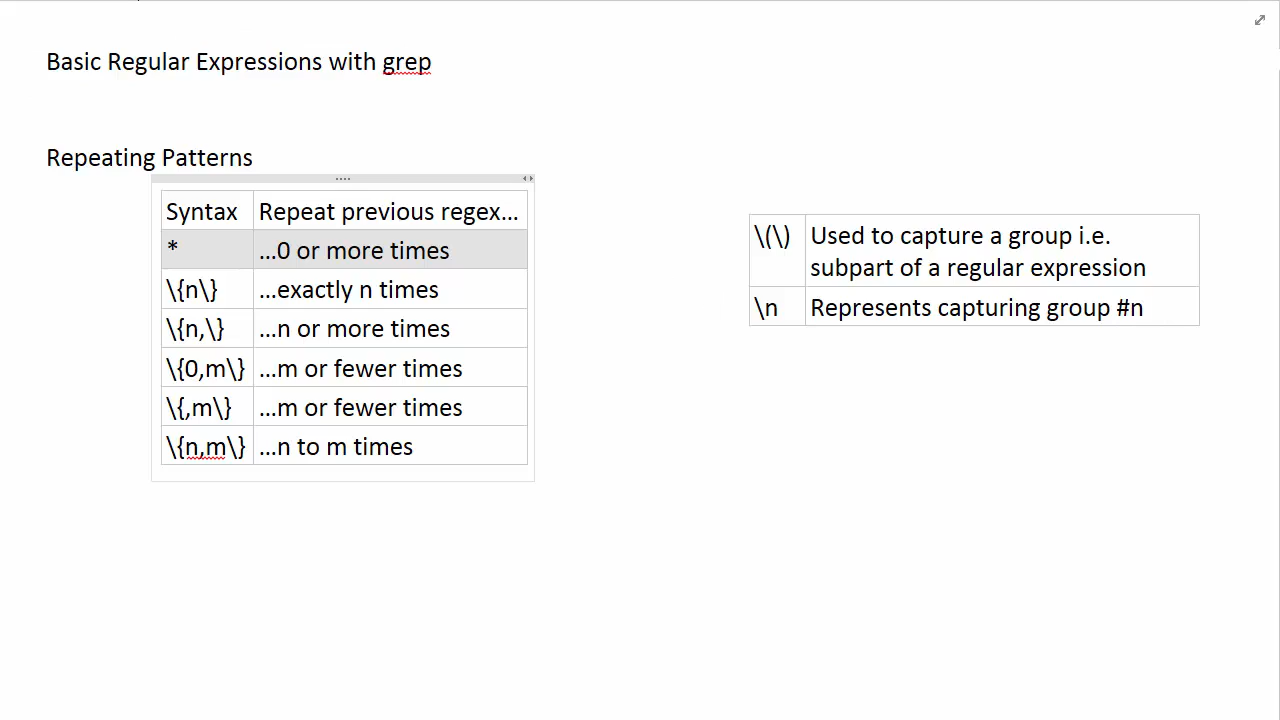 Basic Regular Expressions with grep
Repeating Patterns
Syntax Repeat previous regex...
* ...0 or more times
\{n\} ...exactly n times
\{n,\} ...n or more times
\{0,m\} ...m or fewer times
\{,m\} ...m or fewer times
\{n,m\} ...n to m times
\(\) Used to capture a group i.e.
subpart of a regular expression
\n Represents capturing group #n